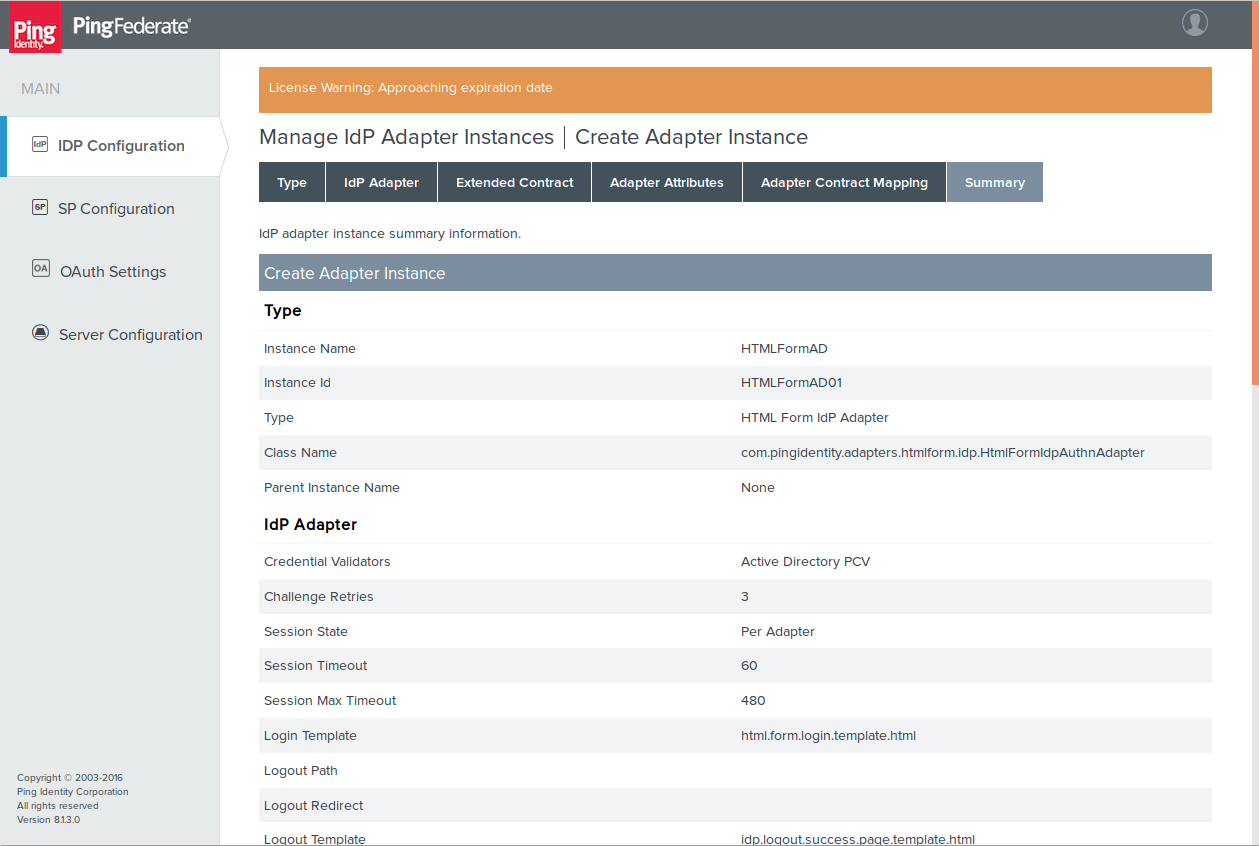 Ping
Identity.
PingFederate®
MAIN
License Warning: Approaching expiration date
Manage IdP Adapter Instances | Create Adapter Instance
IdP IDP Configuration
Type IdP Adapter Extended Contract Adapter Attributes Adapter Contract Mapping Summary
SP SP Configuration
IdP adapter instance summary information.
OA OAuth Settings
Create Adapter Instance
Type
Server Configuration
Instance Name HTMLFormAD
Instance Id HTMLFormAD01
Type HTML Form IdP Adapter
Class Name com.pingidentity.adapters.htmlform.idp.HtmlFormIdpAuthnAdapter
Parent Instance Name None
IdP Adapter
Credential Validators Active Directory PCV
Challenge Retries 3
Session State Per Adapter
Session Timeout 60
Session Max Timeout 480
Login Template html.form.login.template.html
Logout Path
Logout Redirect
Logout Template idp.logout.success.page.template.html
Copyright © 2003-2016
Ping Identity Corporation
All rights reserved
Version 8.1.3.0